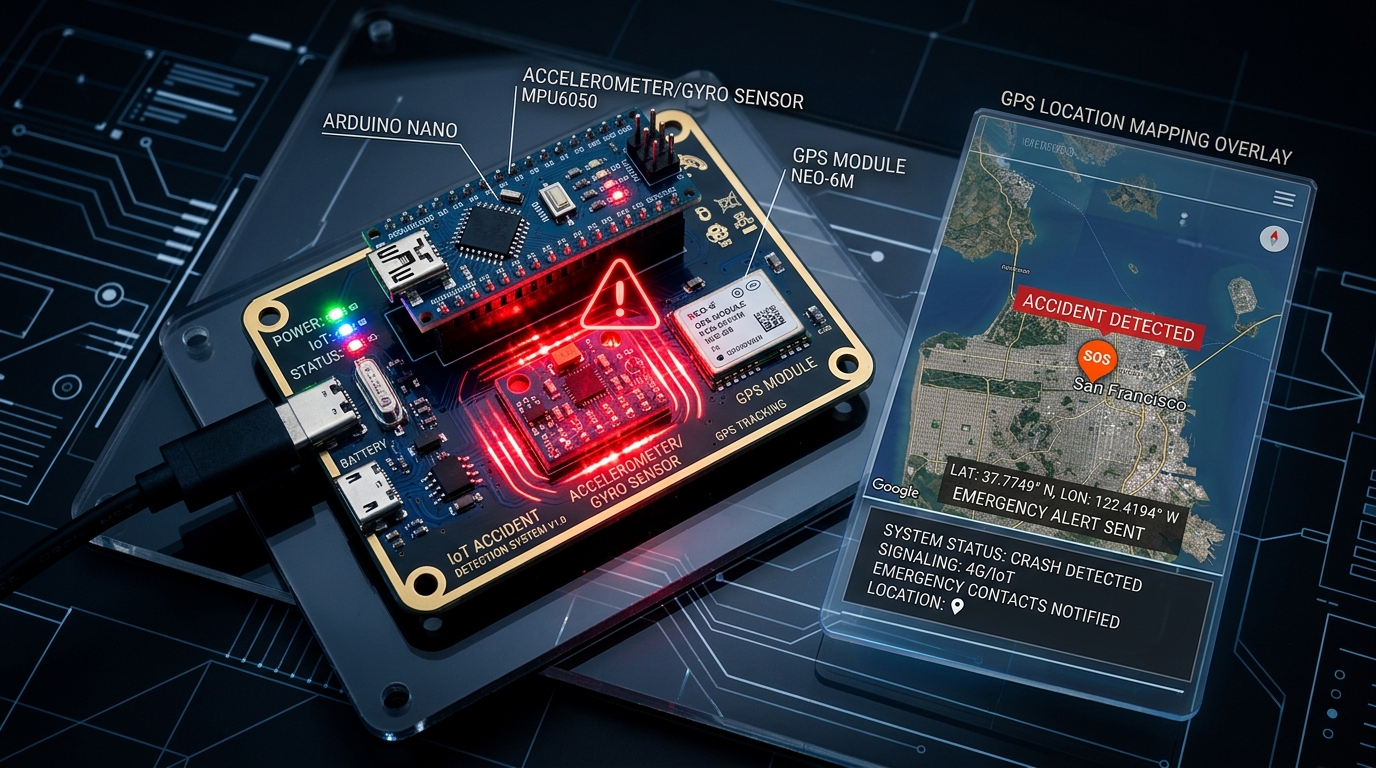 ACCELEROMETER/GYRO SENSOR
MPU6050
ARDUINO NANO
GPS MODULE
NEO-6M
GPS LOCATION MAPPING OVERLAY
POWER:
IoT:
STATUS:
BATTERY
GPS MODULE
GPS TRACKING
ACCELEROMETER/
GYRO SENSOR
IoT ACCIDENT
DETECTION SYSTEM V1.0
ACCIDENT DETECTED
SOS
San Francisco
LAT: 37.7749° N, LON: 122.4194° W
EMERGENCY ALERT SENT
Google
SYSTEM STATUS: CRASH DETECTED
SIGNALING: 4G/IoT
EMERGENCY CONTACTS NOTIFIED
LOCATION: